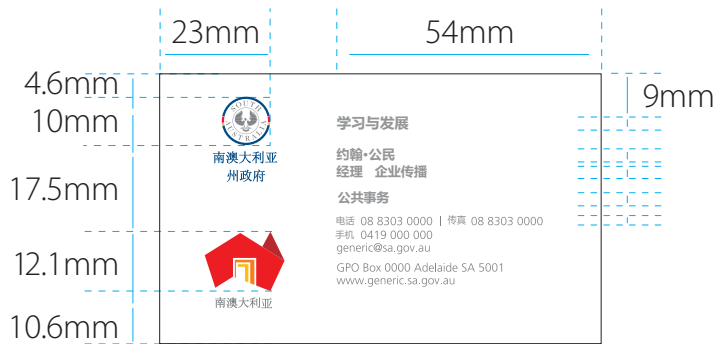 23mm
54mm
4.6mm
10mm
17.5mm
12.1mm
10.6mm
9mm
SOUTH AUSTRALIA
南澳大利亚
州政府
南澳大利亚
学习与发展
约翰•公民
经理 企业传播
公共事务
电话 08 8303 0000 | 传真 08 8303 0000
手机 0419 000 000
generic@sa.gov.au
GPO Box 0000 Adelaide SA 5001
www.generic.sa.gov.au